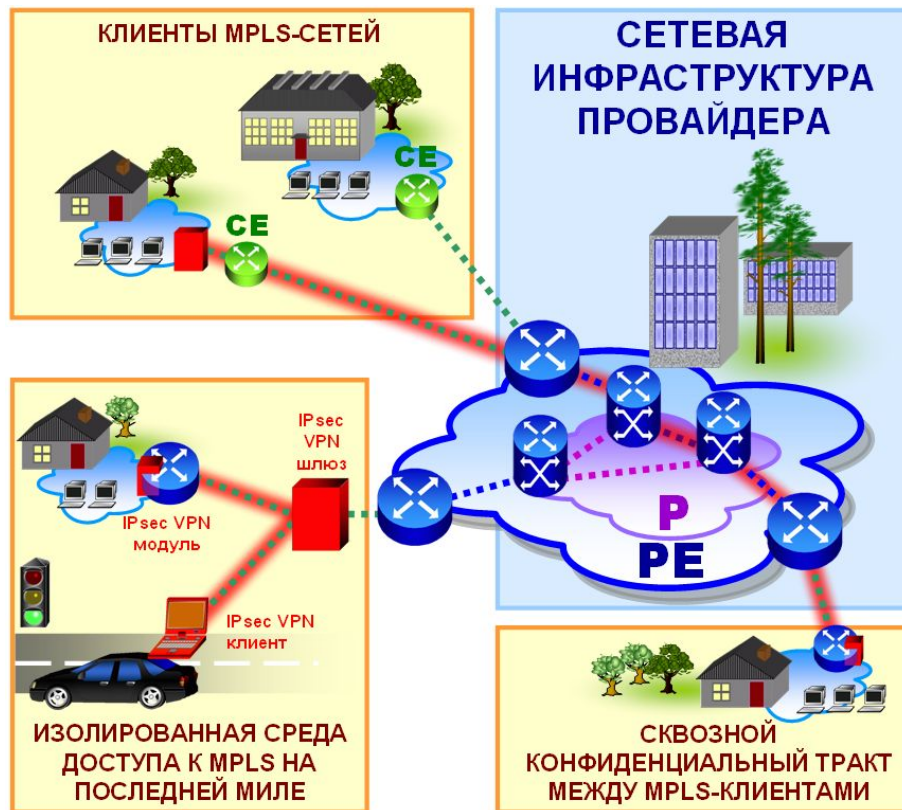 КЛИЕНТЫ MPLS-СЕТЕЙ
CE
CE
СЕТЕВАЯ
ИНФРАСТРУКТУРА
ПРОВАЙДЕРА
IPsec
VPN
шлюз
IPsec VPN
модуль
IPsec VPN
клиент
ИЗОЛИРОВАННАЯ СРЕДА
ДОСТУПА К MPLS НА
ПОСЛЕДНЕЙ МИЛЕ
P
PE
СКВОЗНОЙ
КОНФИДЕНЦИАЛЬНЫЙ ТРАКТ
МЕЖДУ MPLS-КЛИЕНТАМИ